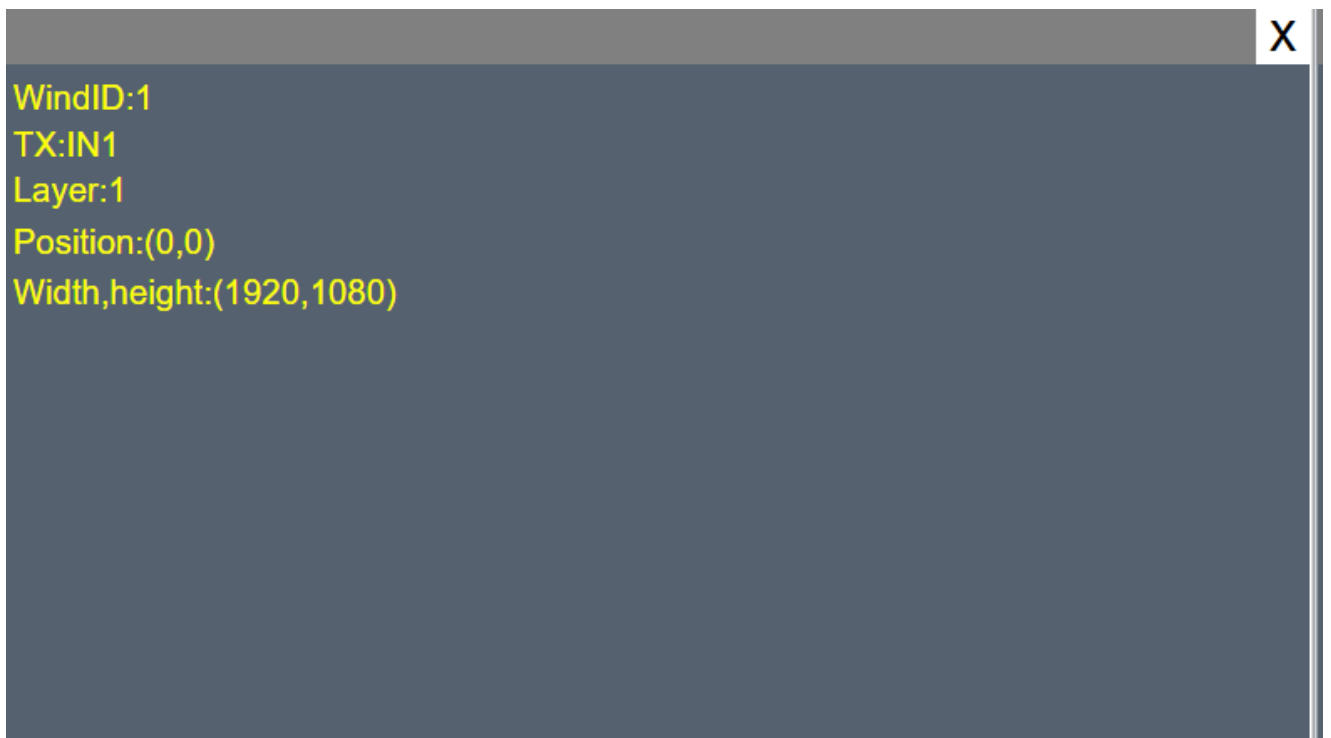 X
WindID:1
TX:IN1
Layer:1
Position:(0,0)
Width,height:(1920,1080)